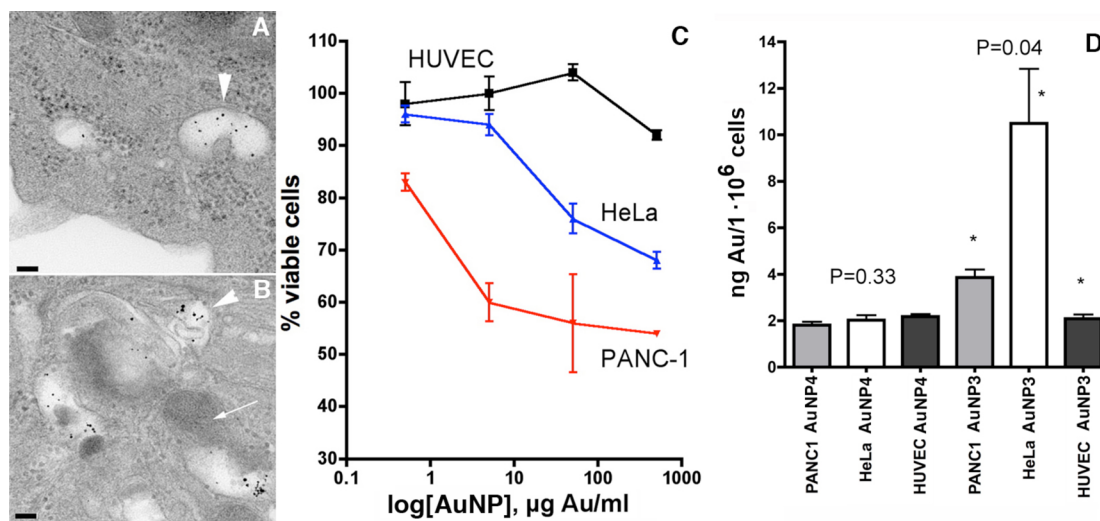 A
B
C
% viable cells
110
100
90
80
70
60
50
40
30
HUVEC
HeLa
PANC-1
0.1
1
10
100
1000
log[AuNP], µg Au/ml
D
ng Au/1·10⁶ cells
14
12
10
8
6
4
2
0
P=0.04
*
*
P=0.33
*
PANC1 AuNP4
HeLa AuNP4
HUVEC AuNP4
PANC1 AuNP3
HeLa AuNP3
HUVEC AuNP3